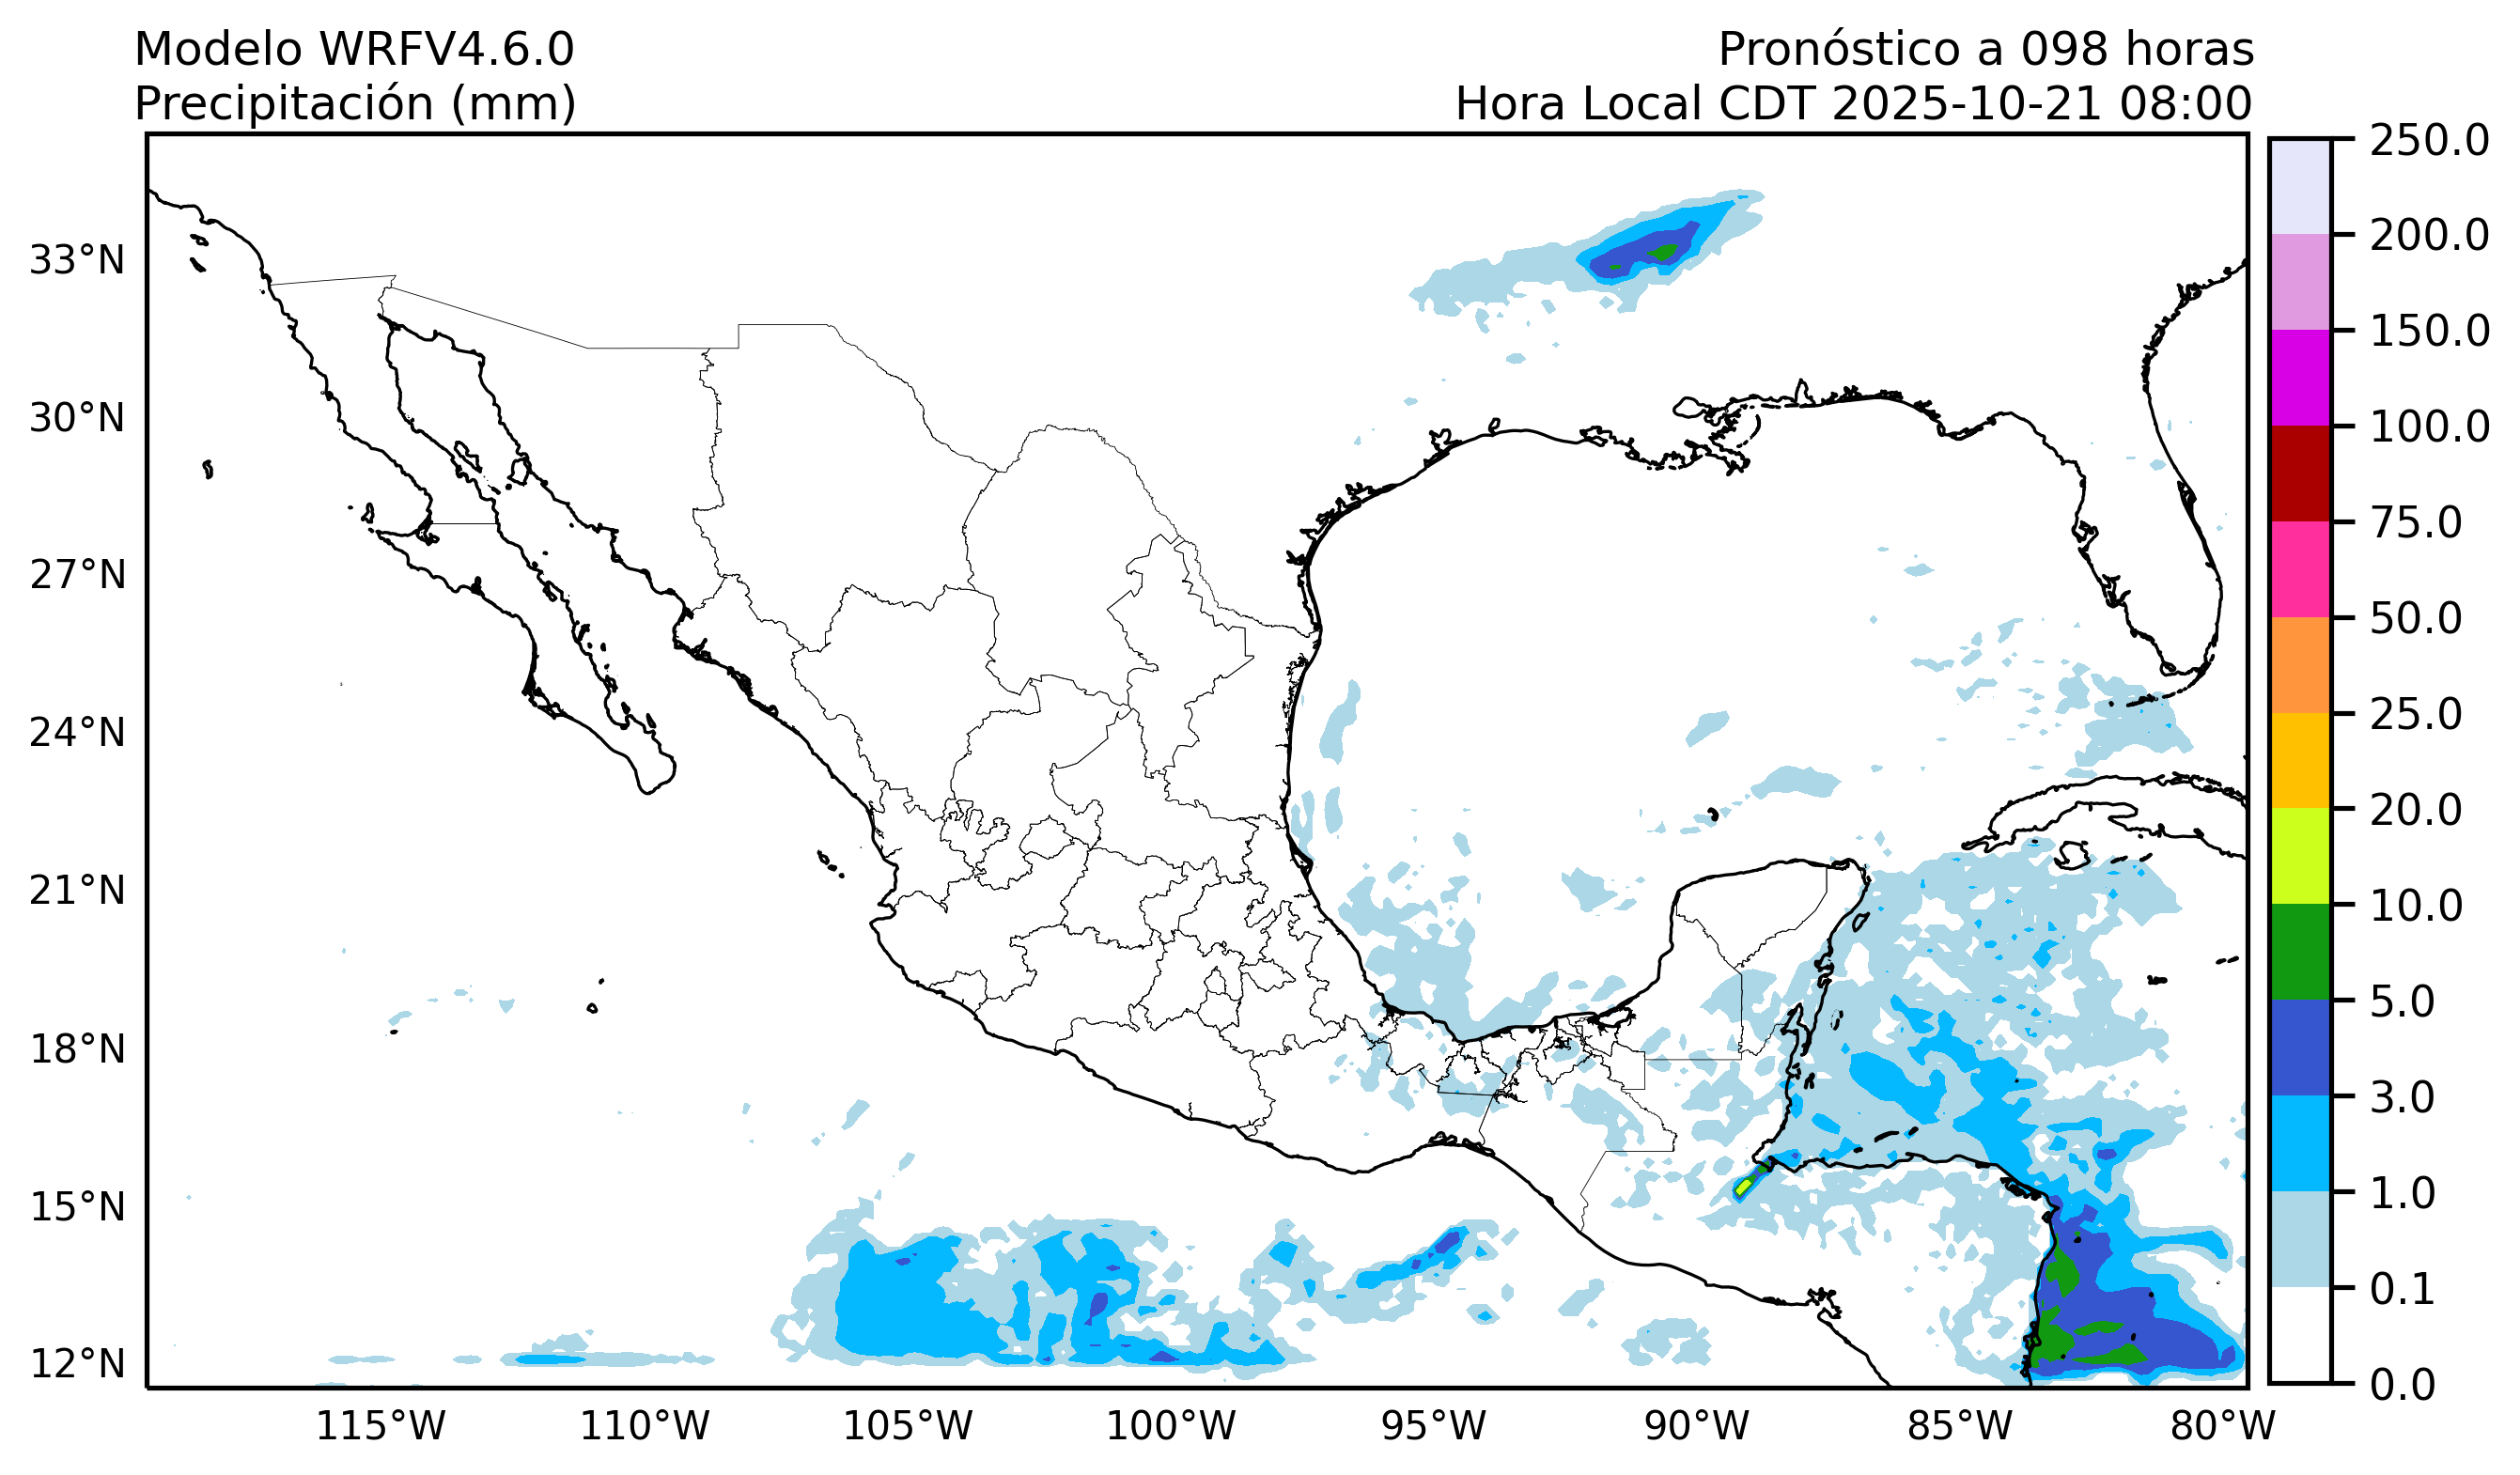 Modelo WRFV4.6.0
Precipitación (mm)
Pronóstico a 098 horas
Hora Local CDT 2025-10-21 08:00
33°N
30°N
27°N
24°N
21°N
18°N
15°N
12°N
115°W
110°W
105°W
100°W
95°W
90°W
85°W
80°W
250.0
200.0
150.0
100.0
75.0
50.0
25.0
20.0
10.0
5.0
3.0
1.0
0.1
0.0